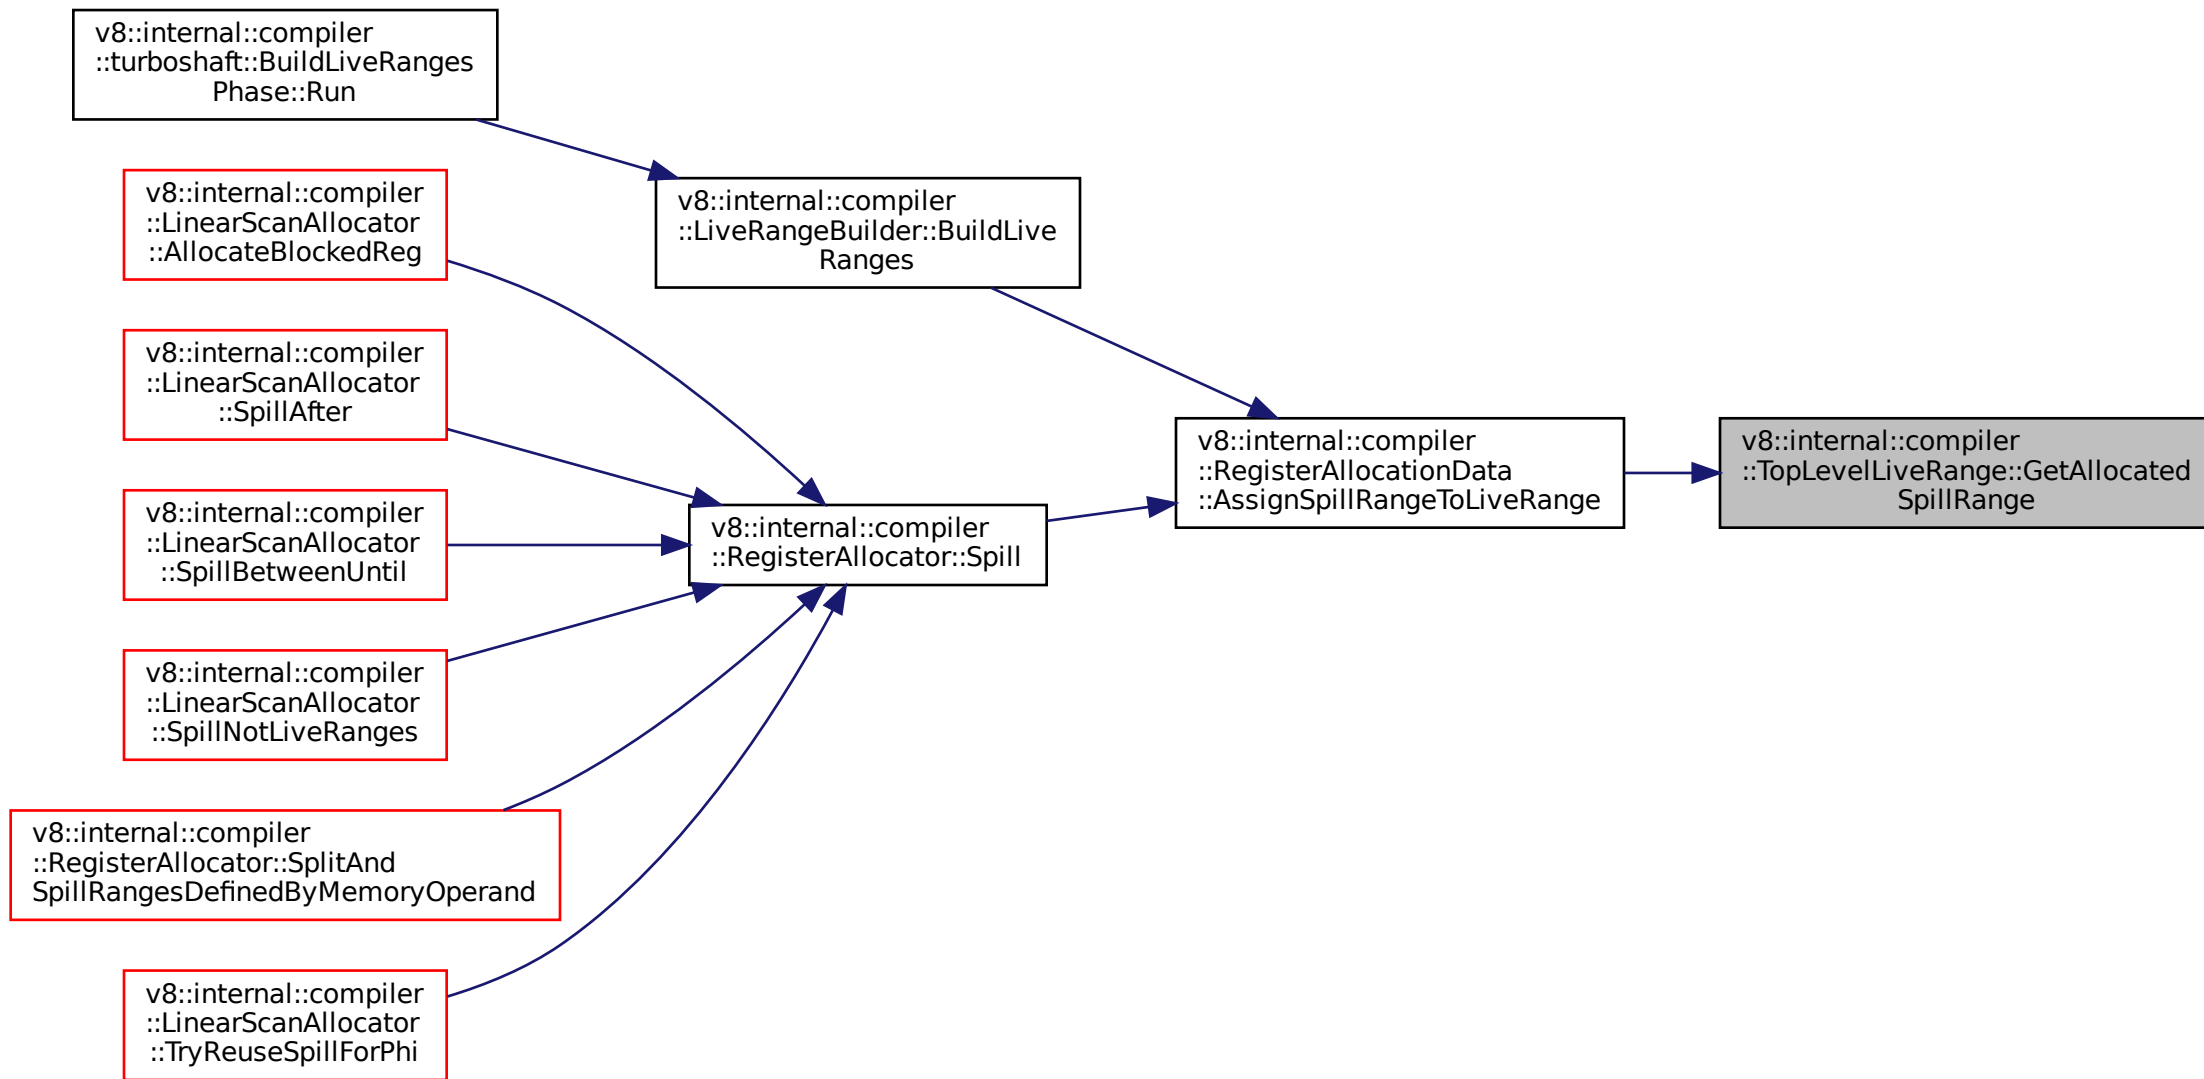 v8::internal::compiler
::turboshaft::BuildLiveRanges
Phase::Run
v8::internal::compiler
::LinearScanAllocator
::AllocateBlockedReg
v8::internal::compiler
::LiveRangeBuilder::BuildLive
Ranges
v8::internal::compiler
::LinearScanAllocator
::SpillAfter
v8::internal::compiler
::RegisterAllocationData
::AssignSpillRangeToLiveRange
v8::internal::compiler
::TopLevelLiveRange::GetAllocated
SpillRange
v8::internal::compiler
::LinearScanAllocator
::SpillBetweenUntil
v8::internal::compiler
::RegisterAllocator::Spill
v8::internal::compiler
::LinearScanAllocator
::SpillNotLiveRanges
v8::internal::compiler
::RegisterAllocator::SplitAnd
SpillRangesDefinedByMemoryOperand
v8::internal::compiler
::LinearScanAllocator
::TryReuseSpillForPhi